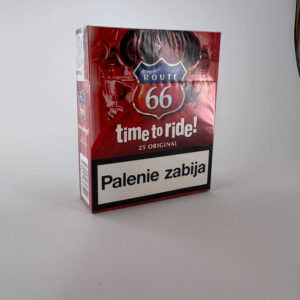 ROUTE
66
time to ride!
25 ORIGINAL
Palenie zabija